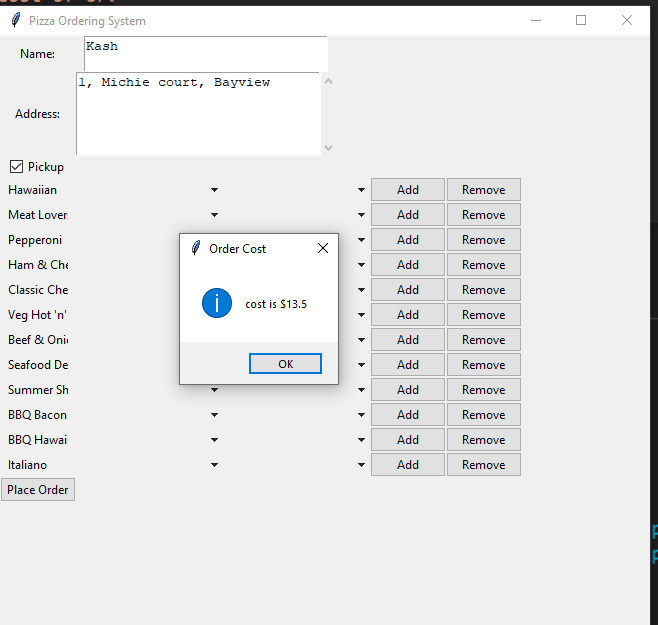 Pizza Ordering System
Name:
Kash
Address:
1, Michie court, Bayview
Pickup
Hawaiian
Add
Remove
Meat Lover
Add
Remove
Pepperoni
Add
Remove
Ham & Che
Add
Remove
Classic Che
Add
Remove
Veg Hot 'n'
Add
Remove
Beef & Onio
Add
Remove
Seafood De
Add
Remove
Summer Sh
Add
Remove
BBQ Bacon
Add
Remove
BBQ Hawai
Add
Remove
Italiano
Add
Remove
Place Order
Order Cost
cost is $13.5
OK